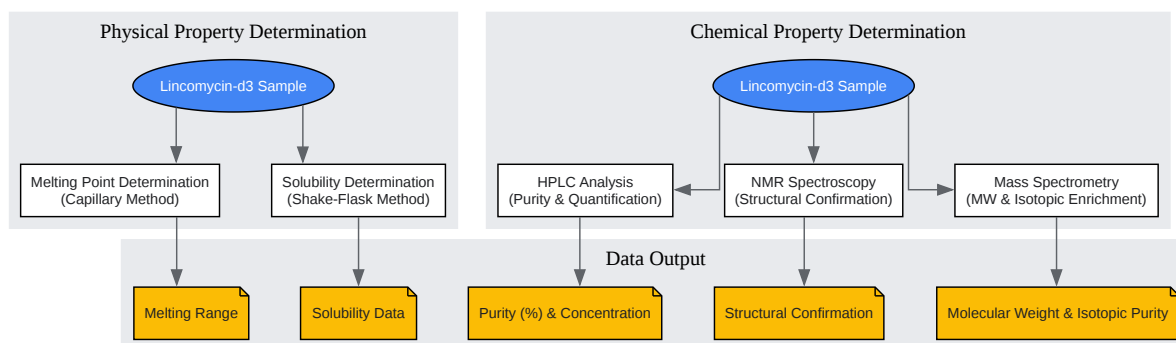 Physical Property Determination
Chemical Property Determination
Lincomycin-d3 Sample
Lincomycin-d3 Sample
Melting Point Determination
(Capillary Method)
Solubility Determination
(Shake-Flask Method)
HPLC Analysis
(Purity & Quantification)
NMR Spectroscopy
(Structural Confirmation)
Mass Spectrometry
(MW & Isotopic Enrichment)
Data Output
Melting Range
Solubility Data
Purity (%) & Concentration
Structural Confirmation
Molecular Weight & Isotopic Purity